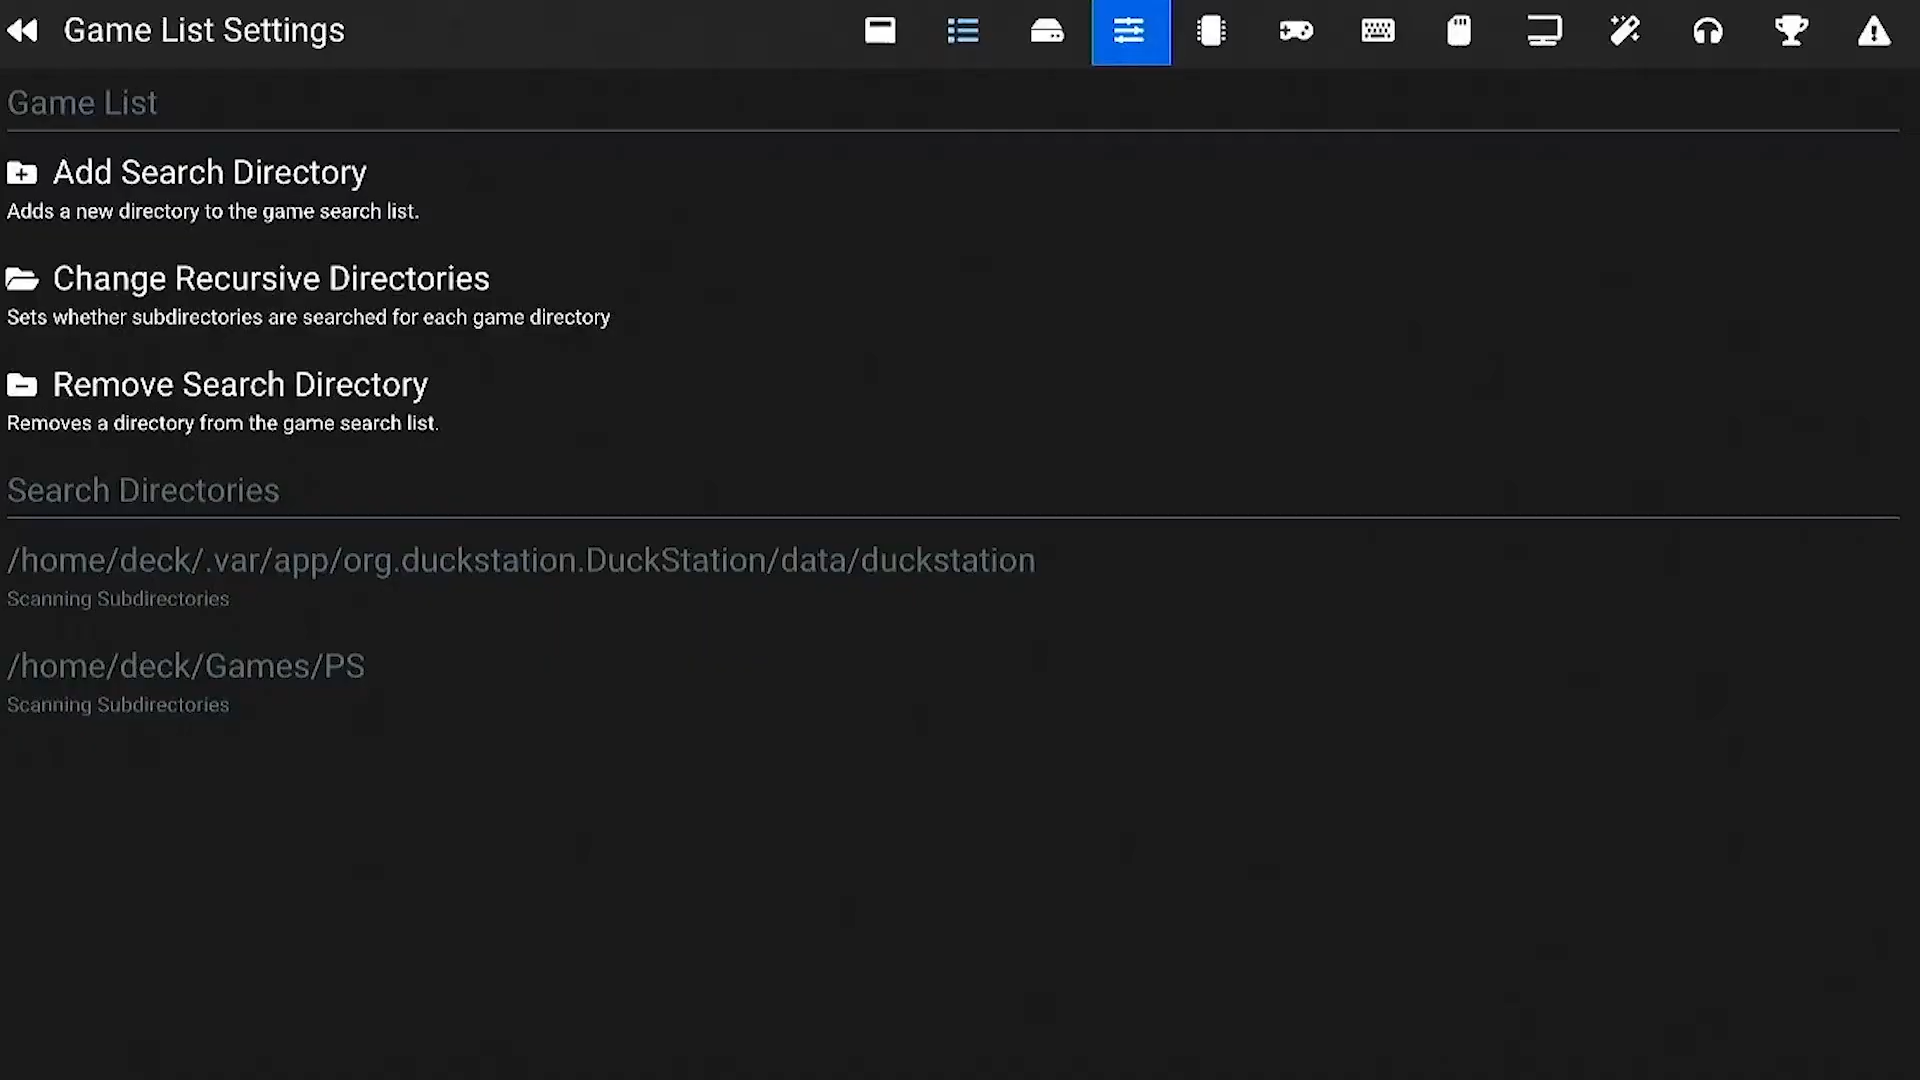 Game List Settings
Game List
Add Search Directory
Adds a new directory to the game search list.
Change Recursive Directories
Sets whether subdirectories are searched for each game directory
Remove Search Directory
Removes a directory from the game search list.
Search Directories
/home/deck/.var/app/org.duckstation.DuckStation/data/duckstation
Scanning Subdirectories
/home/deck/Games/PS
Scanning Subdirectories